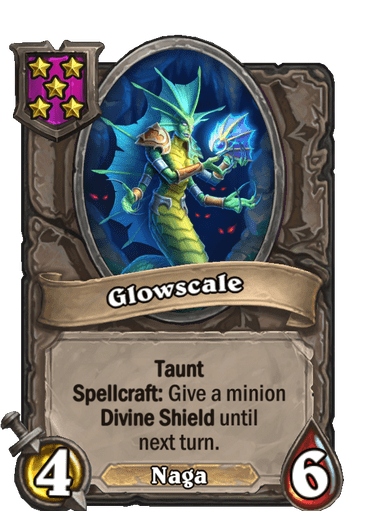 Glowscale
Taunt
Spellcraft: Give a minion
Divine Shield until
next turn.
4
Naga
6